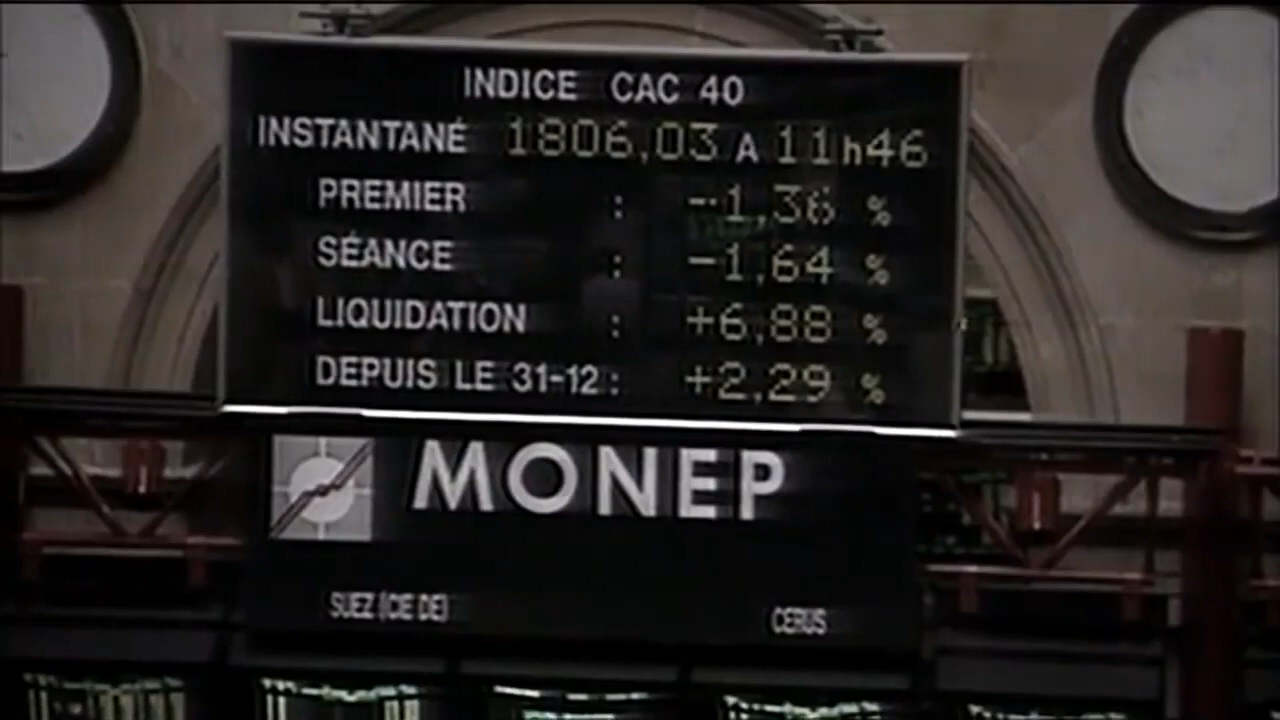 INDICE CAC 40
INSTANTANÉ 1806,03 A 11h46
PREMIER : -1,36 %
SÉANCE : -1,64 %
LIQUIDATION : +6,88 %
DEPUIS LE 31-12 : +2,29 %
MONEP
SUEZ (CIE DE) CERUS